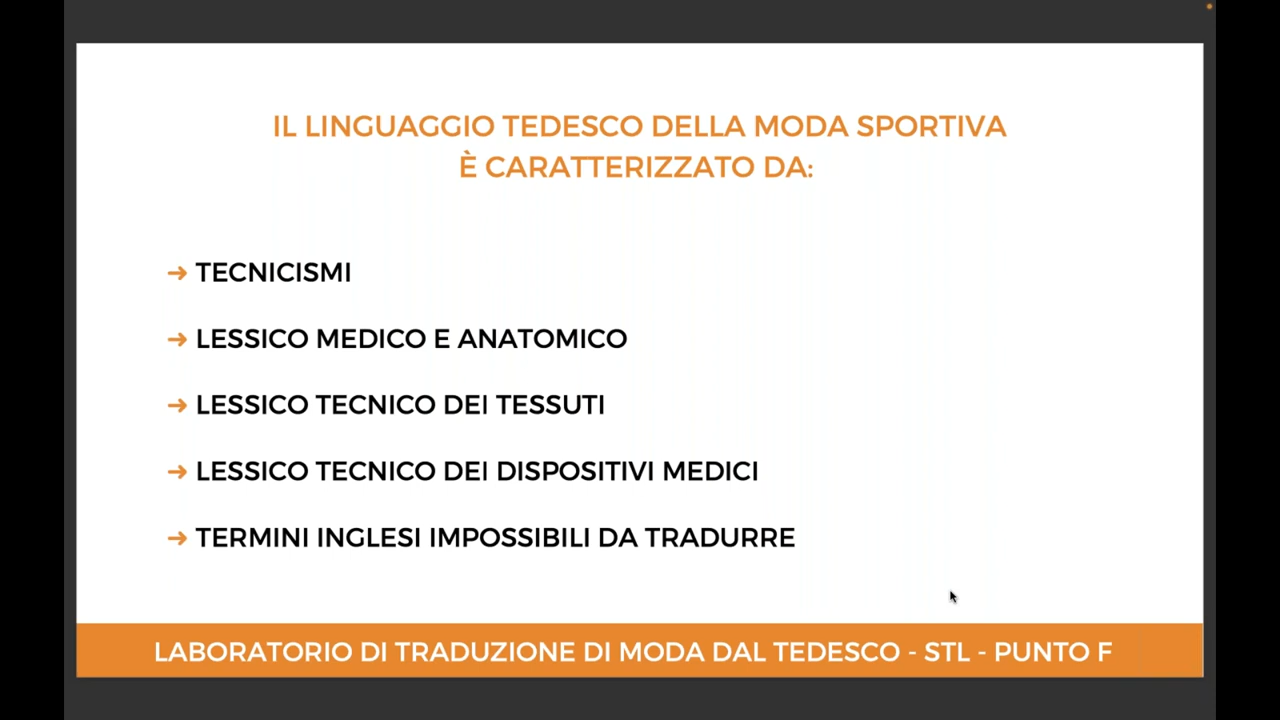 IL LINGUAGGIO TEDESCO DELLA MODA SPORTIVA
È CARATTERIZZATO DA:
➔ TECNICISMI
➔ LESSICO MEDICO E ANATOMICO
➔ LESSICO TECNICO DEI TESSUTI
➔ LESSICO TECNICO DEI DISPOSITIVI MEDICI
➔ TERMINI INGLESI IMPOSSIBILI DA TRADURRE
LABORATORIO DI TRADUZIONE DI MODA DAL TEDESCO - STL - PUNTO F